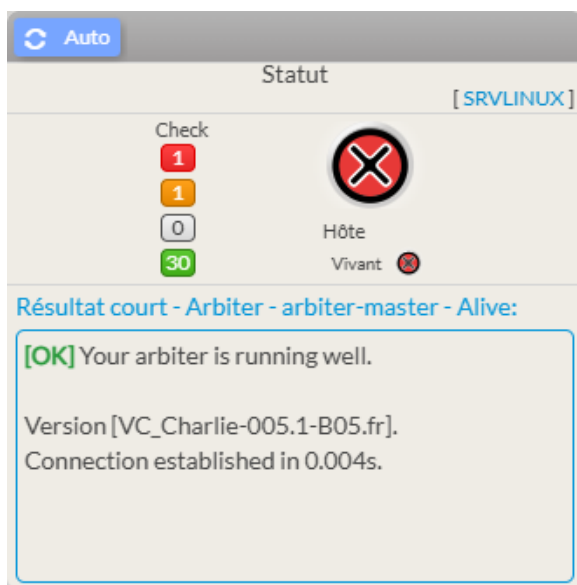 Auto
Statut
[ SRVLINUX ]
Check
1
1
0
30
Hôte
Vivant
Résultat court - Arbiter - arbiter-master - Alive:
[OK] Your arbiter is running well.
Version [VC_Charlie-005.1-B05.fr].
Connection established in 0.004s.